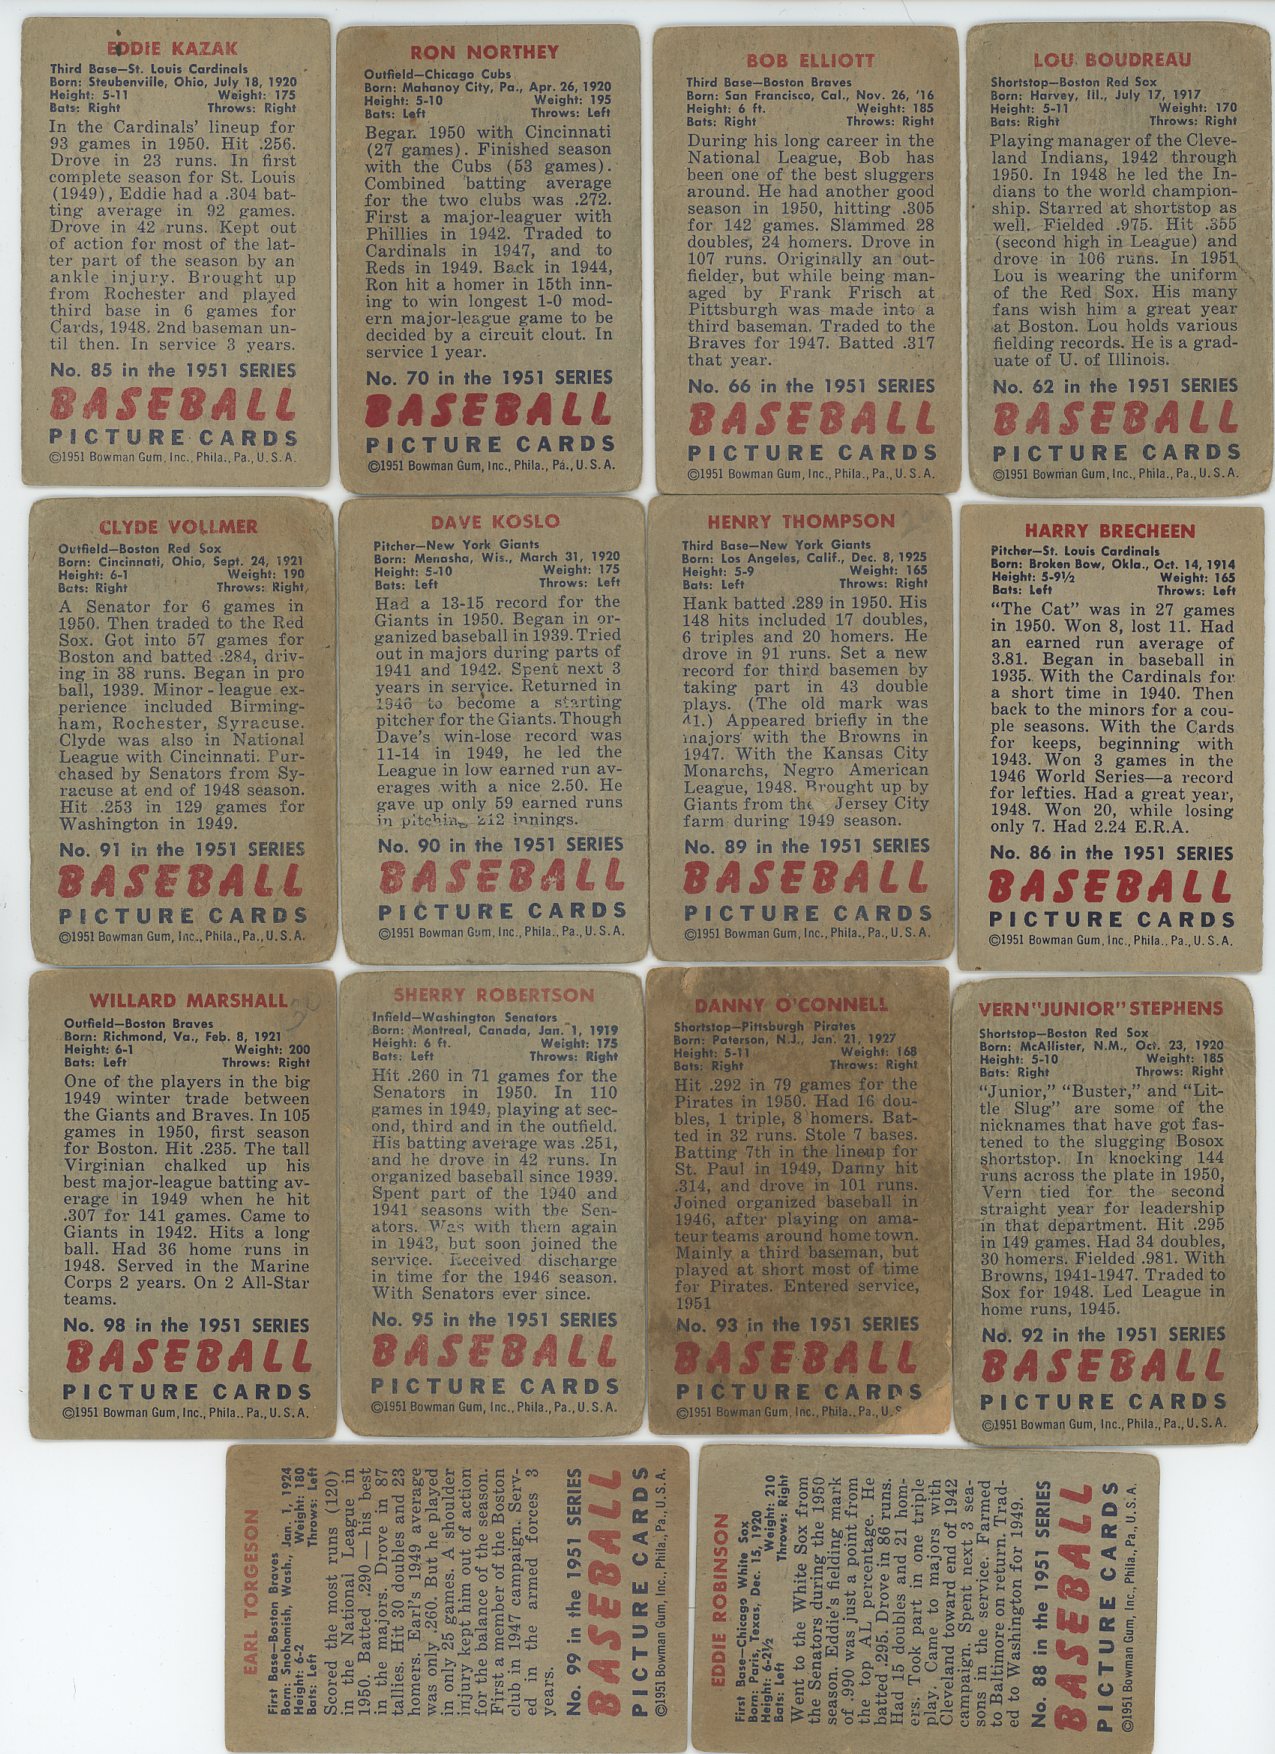 EDDIE KAZAK
Third Base—St. Louis Cardinals
Born: Steubenville, Ohio, July 18, 1920
Height: 5-11 Weight: 175
Bats: Right Throws: Right
In the Cardinals' lineup for
93 games in 1950. Hit .256.
Drove in 23 runs. In first
complete season for St. Louis
(1949), Eddie had a .304 bat-
ting average in 92 games.
Drove in 42 runs. Kept out
of action for most of the lat-
ter part of the season by an
ankle injury. Brought up
from Rochester and played
third base in 6 games for
Cards, 1948. 2nd baseman un-
til then. In service 3 years.
No. 85 in the 1951 SERIES
BASEBALL
PICTURE CARDS
©1951 Bowman Gum, Inc., Phila., Pa., U.S.A.
RON NORTHEY
Outfield—Chicago Cubs
Born: Mahanoy City, Pa., Apr. 26, 1920
Height: 5-10 Weight: 195
Bats: Left Throws: Left
Began 1950 with Cincinnati
(27 games). Finished season
with the Cubs (53 games).
Combined batting average
for the two clubs was .272.
First a major-leaguer with
Phillies in 1942. Traded to
Cardinals in 1947, and to
Reds in 1949. Back in 1944,
Ron hit a homer in 15th inn-
ing to win longest 1-0 mod-
ern major-league game to be
decided by a circuit clout. In
service 1 year.
No. 70 in the 1951 SERIES
BASEBALL
PICTURE CARDS
©1951 Bowman Gum, Inc., Phila., Pa., U.S.A.
BOB ELLIOTT
Third Base—Boston Braves
Born: San Francisco, Cal., Nov. 26, '16
Height: 6 ft. Weight: 185
Bats: Right Throws: Right
During his long career in the
National League, Bob has
been one of the best sluggers
around. He had another good
season in 1950, hitting .305
for 142 games. Slammed 28
doubles, 24 homers. Drove in
107 runs. Originally an out-
fielder, but while being man-
aged by Frank Frisch at
Pittsburgh was made into a
third baseman. Traded to the
Braves for 1947. Batted .317
that year.
No. 66 in the 1951 SERIES
BASEBALL
PICTURE CARDS
©1951 Bowman Gum, Inc., Phila., Pa., U.S.A.
LOU BOUDREAU
Shortstop—Boston Red Sox
Born: Harvey, Ill., July 17, 1917
Height: 5-11 Weight: 170
Bats: Right Throws: Right
Playing manager of the Cleve-
land Indians, 1942 through
1950. In 1948 he led the In-
dians to the world champion-
ship. Starred at shortstop as
well. Fielded .975. Hit .355
(second high in League) and
drove in 106 runs. In 1951
Lou is wearing the uniform
of the Red Sox. His many
fans wish him a great year
at Boston. Lou holds various
fielding records. He is a grad-
uate of U. of Illinois.
No. 62 in the 1951 SERIES
BASEBALL
PICTURE CARDS
©1951 Bowman Gum, Inc., Phila., Pa., U.S.A.
CLYDE VOLLMER
Outfield—Boston Red Sox
Born: Cincinnati, Ohio, Sept. 24, 1921
Height: 6-1 Weight: 190
Bats: Right Throws: Right
A Senator for 6 games in
1950. Then traded to the Red
Sox. Got into 57 games for
Boston and batted .284, driv-
ing in 38 runs. Began in pro
ball, 1939. Minor-league ex-
perience included Birming-
ham, Rochester, Syracuse.
Clyde was also in National
League with Cincinnati. Pur-
chased by Senators from Sy-
racuse at end of 1948 season.
Hit .253 in 129 games for
Washington in 1949.
No. 91 in the 1951 SERIES
BASEBALL
PICTURE CARDS
©1951 Bowman Gum, Inc., Phila., Pa., U.S.A.
DAVE KOSLO
Pitcher—New York Giants
Born: Menasha, Wis., March 31, 1920
Height: 5-10 Weight: 175
Bats: Left Throws: Left
Had a 13-15 record for the
Giants in 1950. Began in or-
ganized baseball in 1939. Tried
out in majors during parts of
1941 and 1942. Spent next 3
years in service. Returned in
1946 to become a starting
pitcher for the Giants. Though
Dave's win-lose record was
11-14 in 1949, he led the
League in low earned run av-
erages with a nice 2.50. He
gave up only 59 earned runs
in pitching 212 innings.
No. 90 in the 1951 SERIES
BASEBALL
PICTURE CARDS
©1951 Bowman Gum, Inc., Phila., Pa., U.S.A.
HENRY THOMPSON
Third Base—New York Giants
Born: Los Angeles, Calif., Dec. 8, 1925
Height: 5-9 Weight: 165
Bats: Left Throws: Right
Hank batted .289 in 1950. His
148 hits included 17 doubles,
6 triples and 20 homers. He
drove in 91 runs. Set a new
record for third basemen by
taking part in 43 double
plays. (The old mark was
41.) Appeared briefly in the
majors with the Browns in
1947. With the Kansas City
Monarchs, Negro American
League, 1948. Brought up by
Giants from the Jersey City
farm during 1949 season.
No. 89 in the 1951 SERIES
BASEBALL
PICTURE CARDS
©1951 Bowman Gum, Inc., Phila., Pa., U.S.A.
HARRY BRECHEEN
Pitcher—St. Louis Cardinals
Born: Broken Bow, Okla., Oct. 14, 1914
Height: 5-9½ Weight: 165
Bats: Left Throws: Left
"The Cat" was in 27 games
in 1950. Won 8, lost 11. Had
an earned run average of
3.81. Began in baseball in
1935. With the Cardinals for
a short time in 1940. Then
back to the minors for a cou-
ple seasons. With the Cards
for keeps, beginning with
1943. Won 3 games in the
1946 World Series—a record
for lefties. Had a great year,
1948. Won 20, while losing
only 7. Had 2.24 E.R.A.
No. 86 in the 1951 SERIES
BASEBALL
PICTURE CARDS
©1951 Bowman Gum, Inc., Phila., Pa., U.S.A.
WILLARD MARSHALL
Outfield—Boston Braves
Born: Richmond, Va., Feb. 8, 1921
Height: 6-1 Weight: 200
Bats: Left Throws: Right
One of the players in the big
1949 winter trade between
the Giants and Braves. In 105
games in 1950, first season
for Boston. Hit .235. The tall
Virginian chalked up his
best major-league batting av-
erage in 1949 when he hit
.307 for 141 games. Came to
Giants in 1942. Hits a long
ball. Had 36 home runs in
1948. Served in the Marine
Corps 2 years. On 2 All-Star
teams.
No. 98 in the 1951 SERIES
BASEBALL
PICTURE CARDS
©1951 Bowman Gum, Inc., Phila., Pa., U.S.A.
SHERRY ROBERTSON
Infield—Washington Senators
Born: Montreal, Canada, Jan. 1, 1919
Height: 6 ft. Weight: 175
Bats: Left Throws: Right
Hit .260 in 71 games for the
Senators in 1950. In 110
games in 1949, playing at sec-
ond, third and in the outfield.
His batting average was .251,
and he drove in 42 runs. In
organized baseball since 1939.
Spent part of the 1940 and
1941 seasons with the Sen-
ators. Was with them again
in 1943, but soon joined the
service. Received discharge
in time for the 1946 season.
With Senators ever since.
No. 95 in the 1951 SERIES
BASEBALL
PICTURE CARDS
©1951 Bowman Gum, Inc., Phila., Pa., U.S.A.
DANNY O'CONNELL
Shortstop—Pittsburgh Pirates
Born: Paterson, N.J., Jan. 21, 1927
Height: 5-11 Weight: 168
Bats: Right Throws: Right
Hit .292 in 79 games for the
Pirates in 1950. Had 16 dou-
bles, 1 triple, 8 homers. Bat-
ted in 32 runs. Stole 7 bases.
Batting 7th in the lineup for
St. Paul in 1949, Danny hit
.314, and drove in 101 runs.
Joined organized baseball in
1946, after playing on ama-
teur teams around home town.
Mainly a third baseman, but
played at short most of time
for Pirates. Entered service,
1951
No. 93 in the 1951 SERIES
BASEBALL
PICTURE CARDS
©1951 Bowman Gum, Inc., Phila., Pa., U.S
VERN "JUNIOR" STEPHENS
Shortstop—Boston Red Sox
Born: McAllister, N.M., Oct. 23, 1920
Height: 5-10 Weight: 185
Bats: Right Throws: Right
"Junior," "Buster," and "Lit-
tle Slug" are some of the
nicknames that have got fas-
tened to the slugging Bosox
shortstop. In knocking 144
runs across the plate in 1950,
Vern tied for the second
straight year for leadership
in that department. Hit .295
in 149 games. Had 34 doubles,
30 homers. Fielded .981. With
Browns, 1941-1947. Traded to
Sox for 1948. Led League in
home runs, 1945.
No. 92 in the 1951 SERIES
BASEBALL
PICTURE CARDS
©1951 Bowman Gum, Inc., Phila., Pa., U.S.A.
EARL TORGESON
First Base—Boston Braves
Born: Snohomish, Wash., Jan. 1, 1924
Height: 6-2 Weight: 180
Bats: Left Throws: Left
Scored the most runs (120)
in the National League in
1950. Batted .290—his best
in the majors. Drove in 87
tallies. Hit 30 doubles and 23
homers. Earl's 1949 average
was only .260. But he played
in only 25 games. A shoulder
injury kept him out of action
for the balance of the season.
First a member of the Boston
club in 1947 campaign. Serv-
ed in the armed forces 3
years.
No. 99 in the 1951 SERIES
BASEBALL
PICTURE CARDS
©1951 Bowman Gum, Inc., Phila., Pa., U.S.A.
EDDIE ROBINSON
First Base—Chicago White Sox
Born: Paris, Texas, Dec. 15, 1920
Height: 6-2½ Weight: 210
Bats: Left Throws: Right
Went to the White Sox from
the Senators during the 1950
season. Eddie's fielding mark
of .990 was just a point from
the top AL percentage. He
batted .295. Drove in 86 runs.
Had 15 doubles and 21 hom-
ers. Took part in one triple
play. Came to majors with
Cleveland toward end of 1942
campaign. Spent next 3 sea-
sons in the service. Farmed
to Baltimore on return. Trad-
ed to Washington for 1949.
No. 88 in the 1951 SERIES
BASEBALL
PICTURE CARDS
©1951 Bowman Gum, Inc., Phila., Pa., U.S.A.